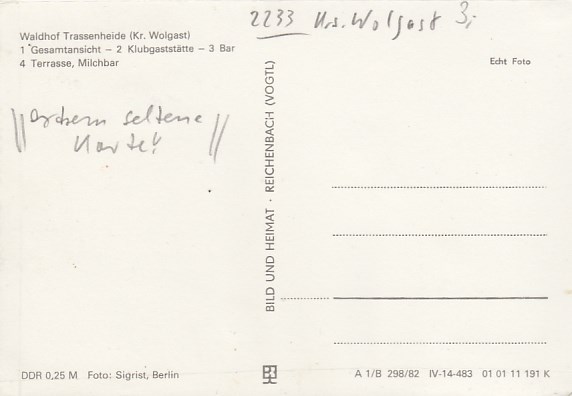 2233 Krs. Wolgast 3,-
Waldhof Trassenheide (Kr. Wolgast)
1 Gesamtansicht – 2 Klubgaststätte – 3 Bar
4 Terrasse, Milchbar
Echt Foto
seltene
Karte!
BILD UND HEIMAT · REICHENBACH (VOGTL)
DDR 0,25 M Foto: Sigrist, Berlin
A 1/B 298/82 IV-14-483 01 01 11 191 K